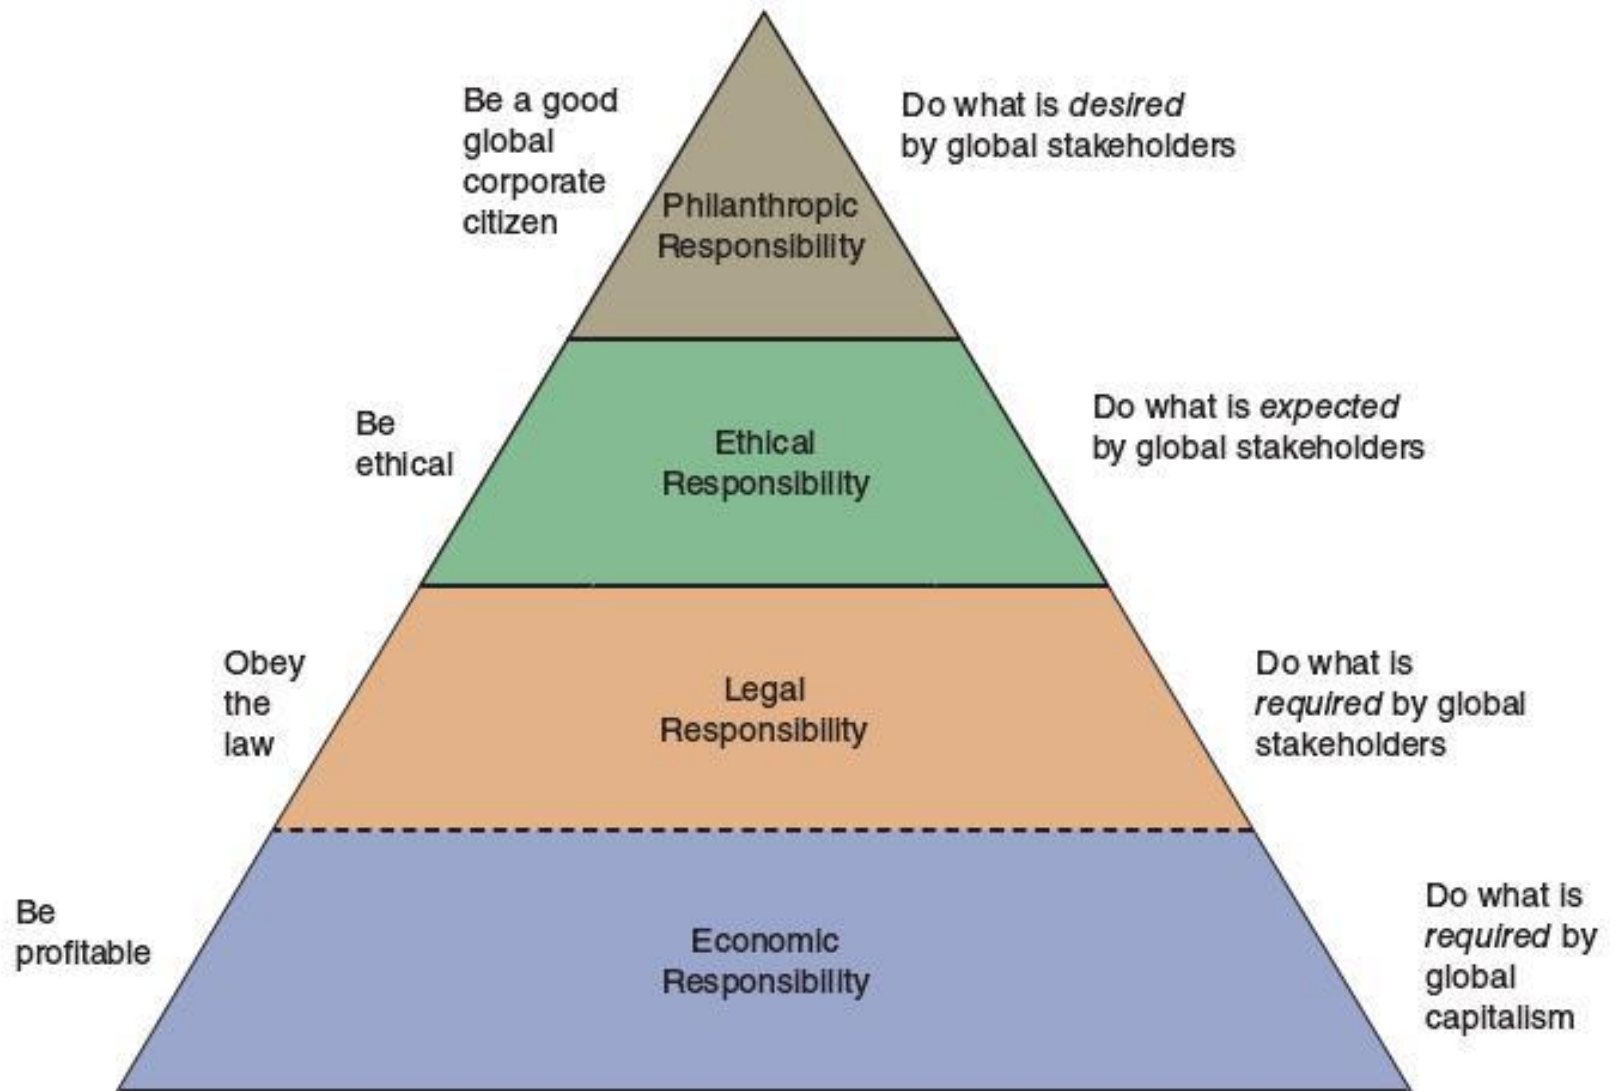 Be a good
global
corporate
citizen
Philanthropic
Responsibility
Do what is desired
by global stakeholders
Be
ethical
Ethical
Responsibility
Do what is expected
by global stakeholders
Obey
the
law
Legal
Responsibility
Do what is
required by global
stakeholders
Be
profitable
Economic
Responsibility
Do what is
required by
global
capitalism